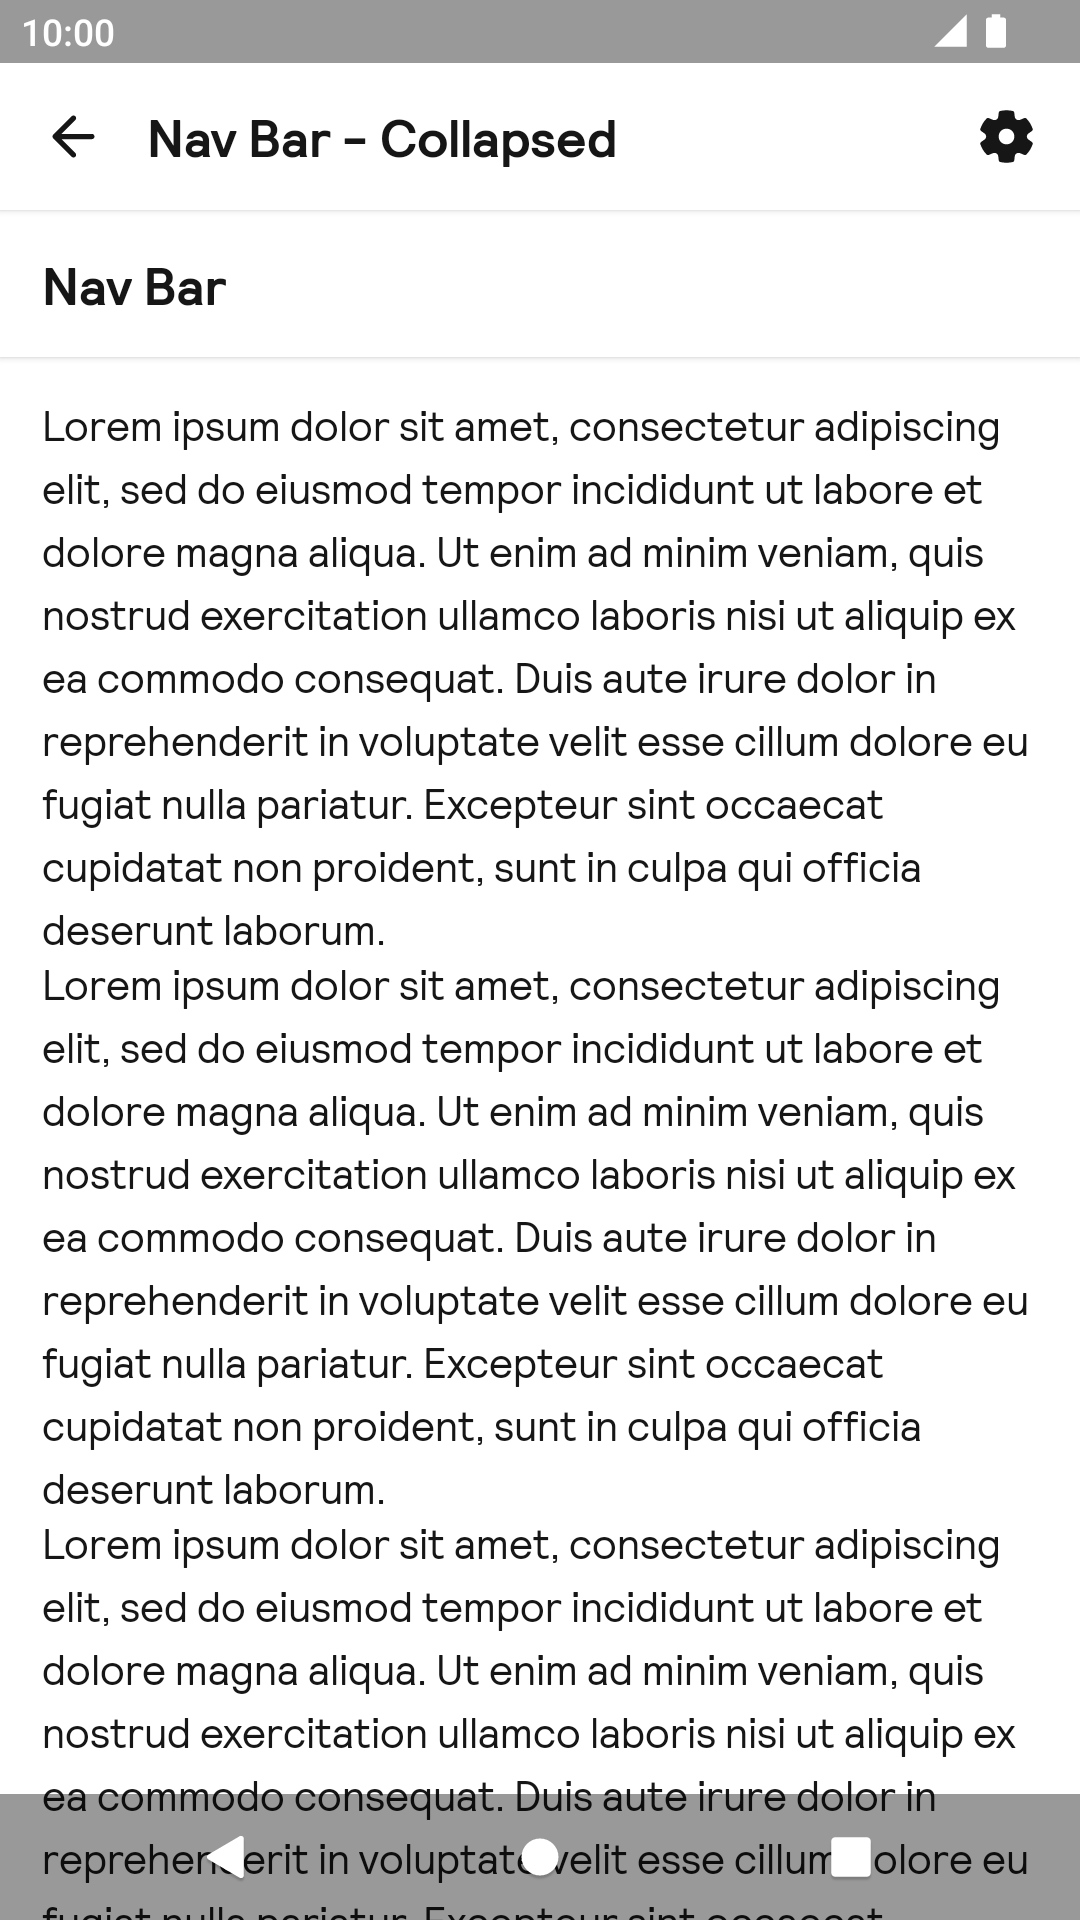 10:00
Nav Bar - Collapsed
Nav Bar
Lorem ipsum dolor sit amet, consectetur adipiscing
elit, sed do eiusmod tempor incididunt ut labore et
dolore magna aliqua. Ut enim ad minim veniam, quis
nostrud exercitation ullamco laboris nisi ut aliquip ex
ea commodo consequat. Duis aute irure dolor in
reprehenderit in voluptate velit esse cillum dolore eu
fugiat nulla pariatur. Excepteur sint occaecat
cupidatat non proident, sunt in culpa qui officia
deserunt laborum.
Lorem ipsum dolor sit amet, consectetur adipiscing
elit, sed do eiusmod tempor incididunt ut labore et
dolore magna aliqua. Ut enim ad minim veniam, quis
nostrud exercitation ullamco laboris nisi ut aliquip ex
ea commodo consequat. Duis aute irure dolor in
reprehenderit in voluptate velit esse cillum dolore eu
fugiat nulla pariatur. Excepteur sint occaecat
cupidatat non proident, sunt in culpa qui officia
deserunt laborum.
Lorem ipsum dolor sit amet, consectetur adipiscing
elit, sed do eiusmod tempor incididunt ut labore et
dolore magna aliqua. Ut enim ad minim veniam, quis
nostrud exercitation ullamco laboris nisi ut aliquip ex
ea commodo consequat. Duis aute irure dolor in
reprehenderit in voluptate velit esse cillum dolore eu
fugiat nulla pariatur. Excepteur sint occaecat